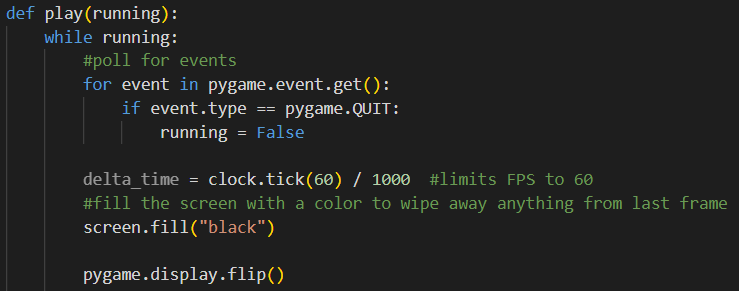 def play(running):
    while running:
        #poll for events
        for event in pygame.event.get():
            if event.type == pygame.QUIT:
                running = False

        delta_time = clock.tick(60) / 1000  #limits FPS to 60
        #fill the screen with a color to wipe away anything from last frame
        screen.fill("black")

        pygame.display.flip()